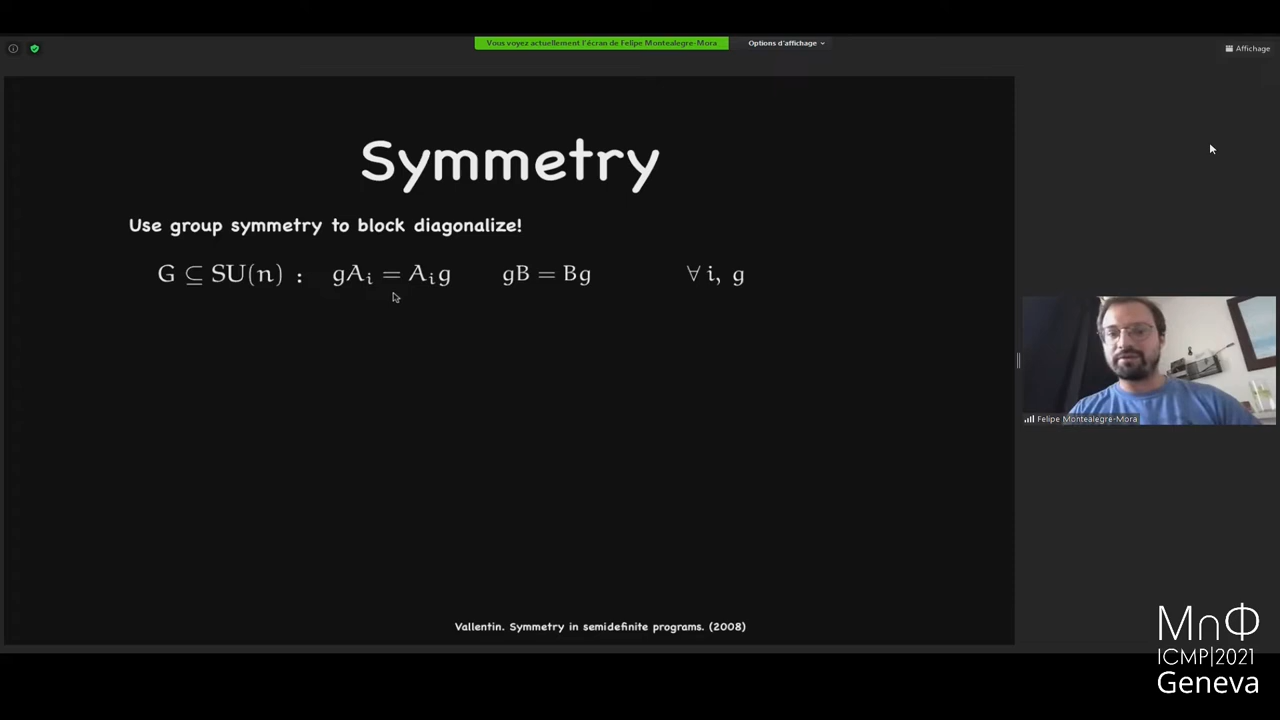 Vous voyez actuellement l'écran de Felipe Montealegre-Mora
Options d'affichage
Affichage
Symmetry
Use group symmetry to block diagonalize!
G ⊆ SU(n) : gAᵢ = Aᵢg gB = Bg ∀ i, g
Felipe Montealegre-Mora
Vallentin. Symmetry in semidefinite programs. (2008)
M∩Φ
ICMP|2021
Geneva